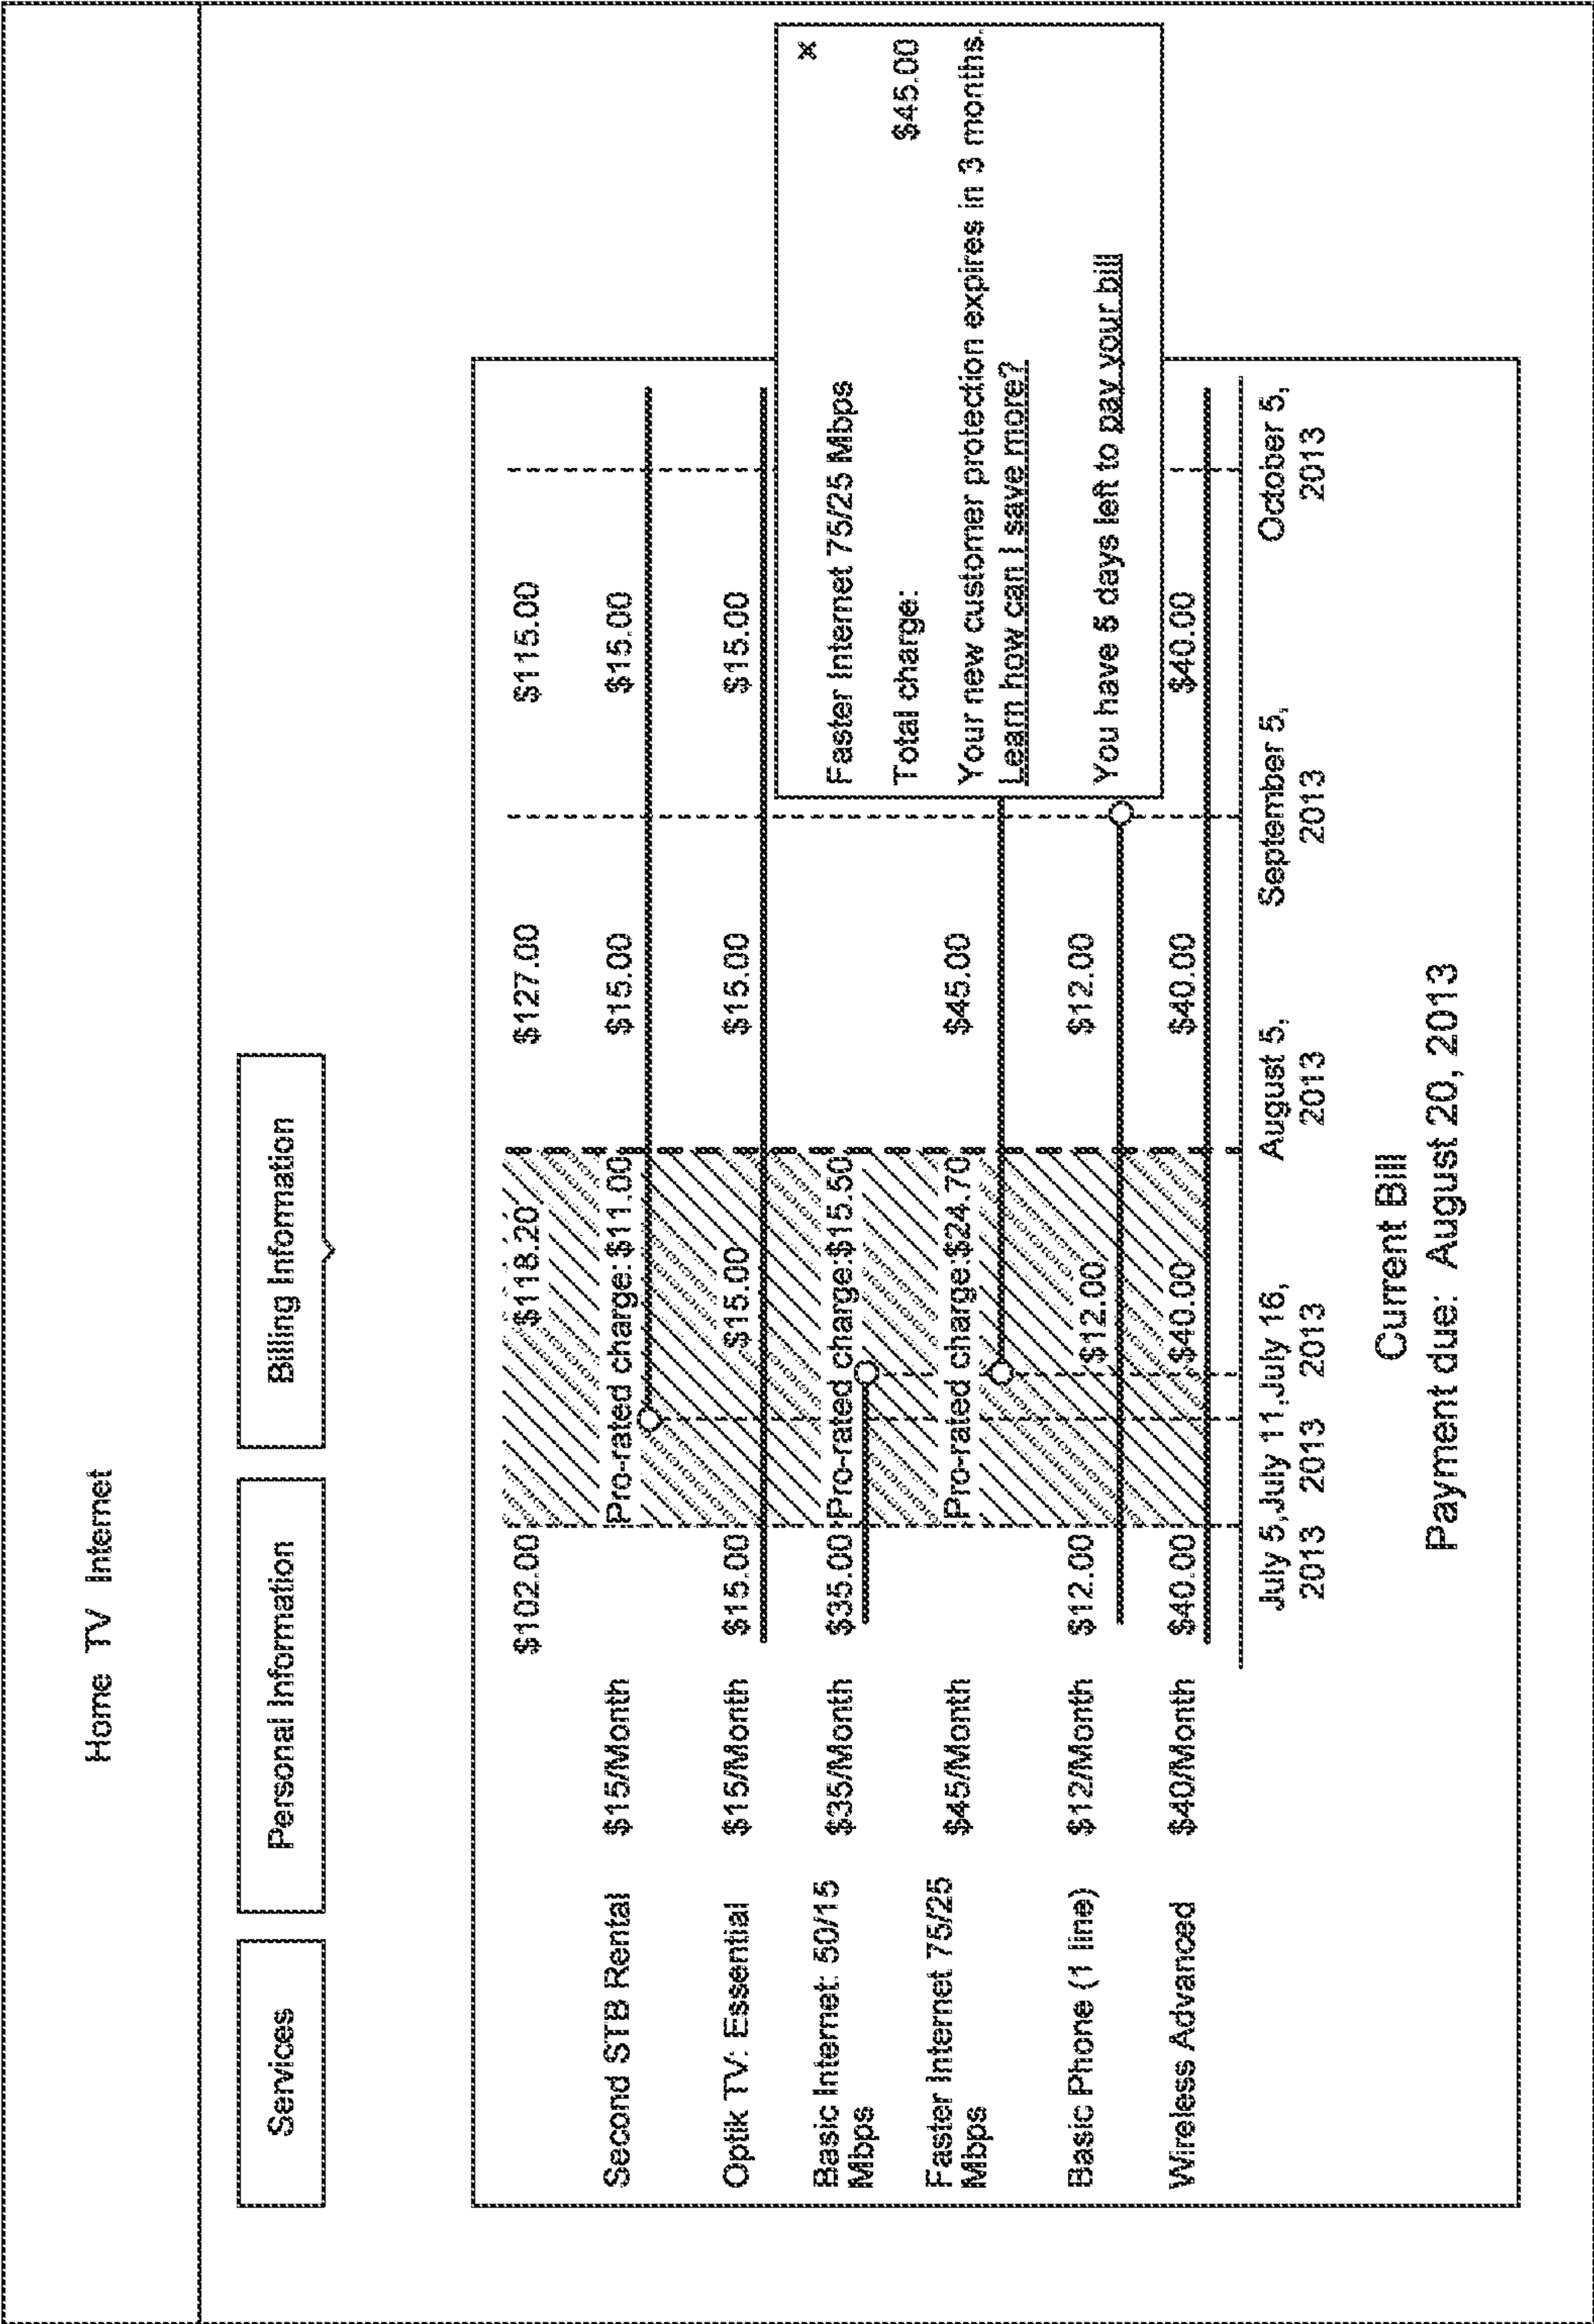 Home TV Internet
Services Personal Information Billing Information
$102.00 $118.20 $127.00 $115.00
Second STB Rental $15/Month Pro-rated charge: $11.00 $15.00 $15.00
Optik TV: Essential $15/Month $15.00 $15.00 $15.00 $15.00
Basic Internet: 50/15 $35/Month $35.00 Pro-rated charge:$15.50
Mbps
Faster Internet 75/25 $45/Month Pro-rated charge:$24.70 $45.00
Mbps
Basic Phone (1 line) $12/Month $12.00 $12.00 $12.00
Wireless Advanced $40/Month $40.00 $40.00 $40.00 $40.00
x
Faster Internet 75/25 Mbps
Total charge: $45.00
Your new customer protection expires in 3 months.
Learn how can I save more?
You have 5 days left to pay your bill
July 5, July 11, July 16, August 5, September 5, October 5,
2013 2013 2013 2013 2013 2013
Current Bill
Payment due: August 20, 2013